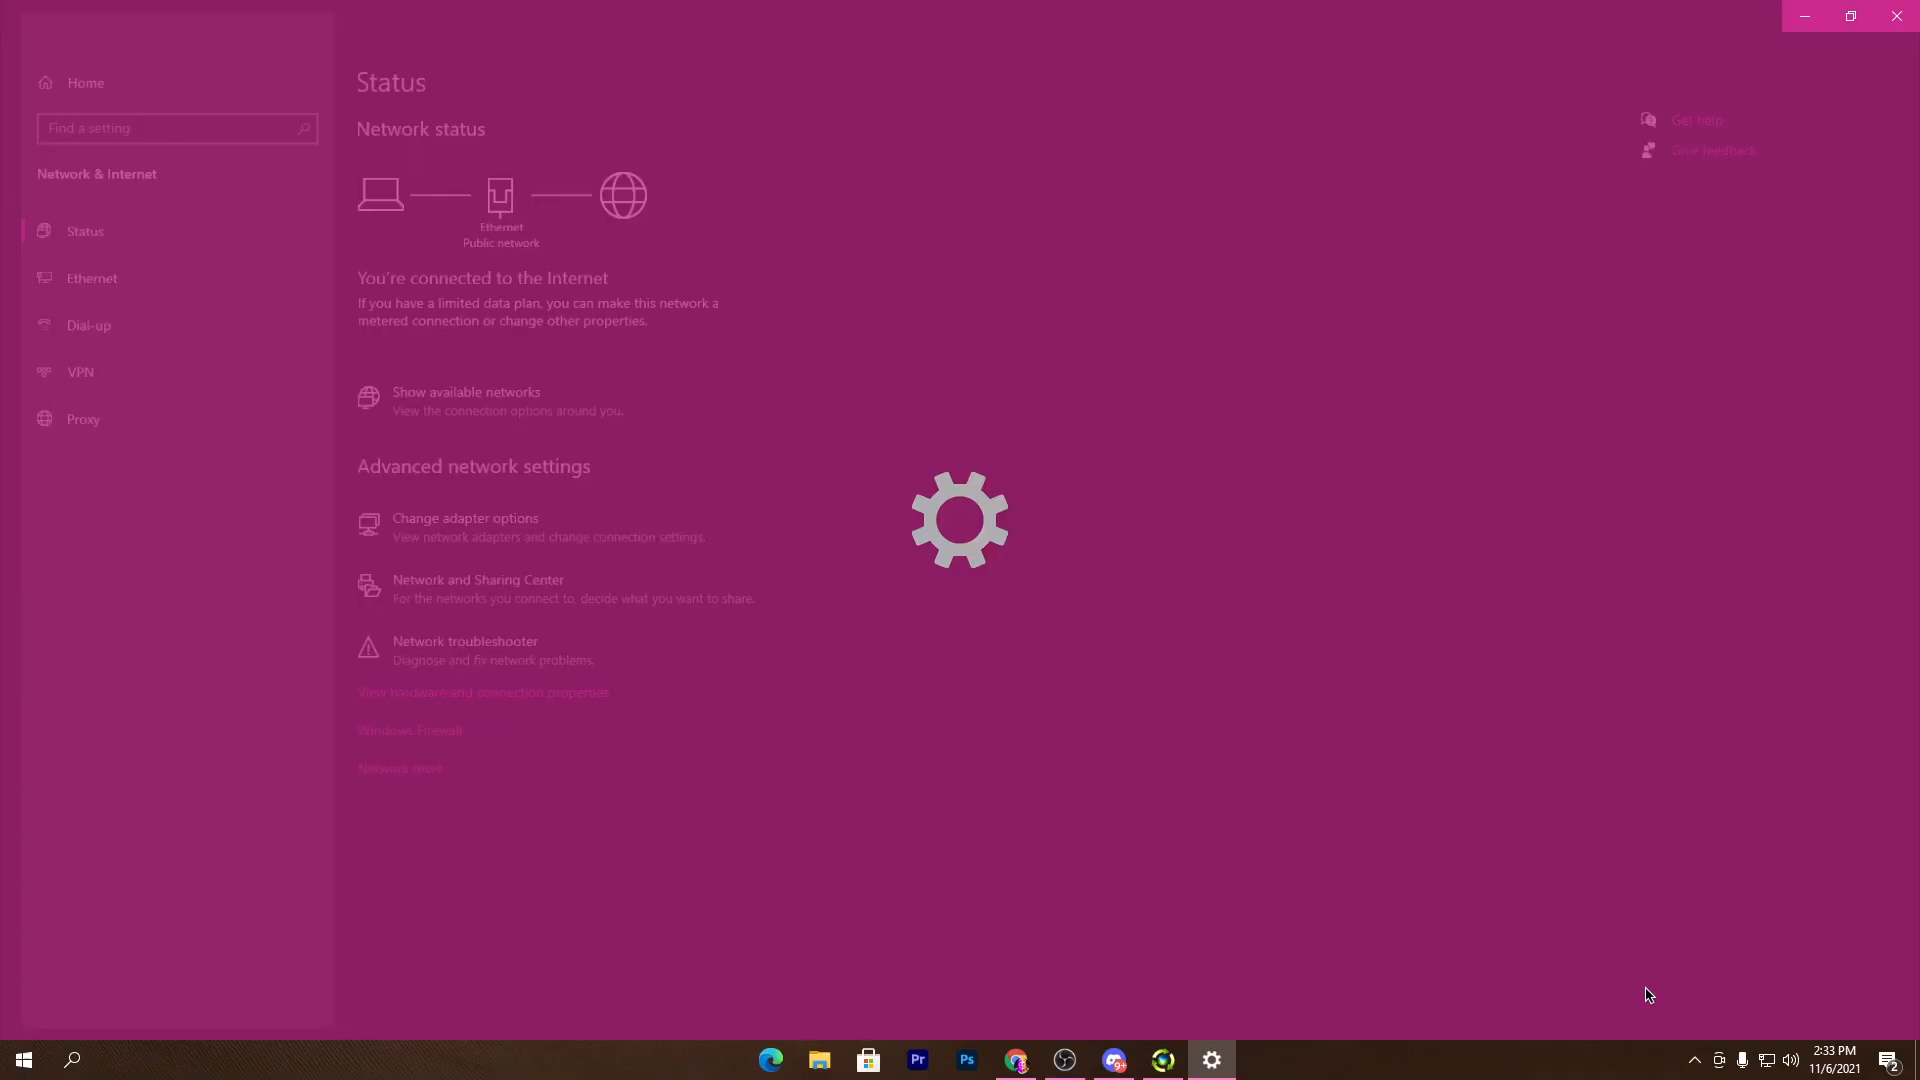 Home
Find a setting
Network & Internet
Status
Ethernet
Dial-up
VPN
Proxy
Status
Network status
Ethernet
Public network
You're connected to the Internet
If you have a limited data plan, you can make this network a
metered connection or change other properties.
Show available networks
View the connection options around you.
Advanced network settings
Change adapter options
View network adapters and change connection settings.
Network and Sharing Center
For the networks you connect to, decide what you want to share.
Network troubleshooter
Diagnose and fix network problems.
View hardware and connection properties
Windows Firewall
Network reset
Get help
Give feedback
Pr
Ps
9+
2:33 PM
11/6/2021
2